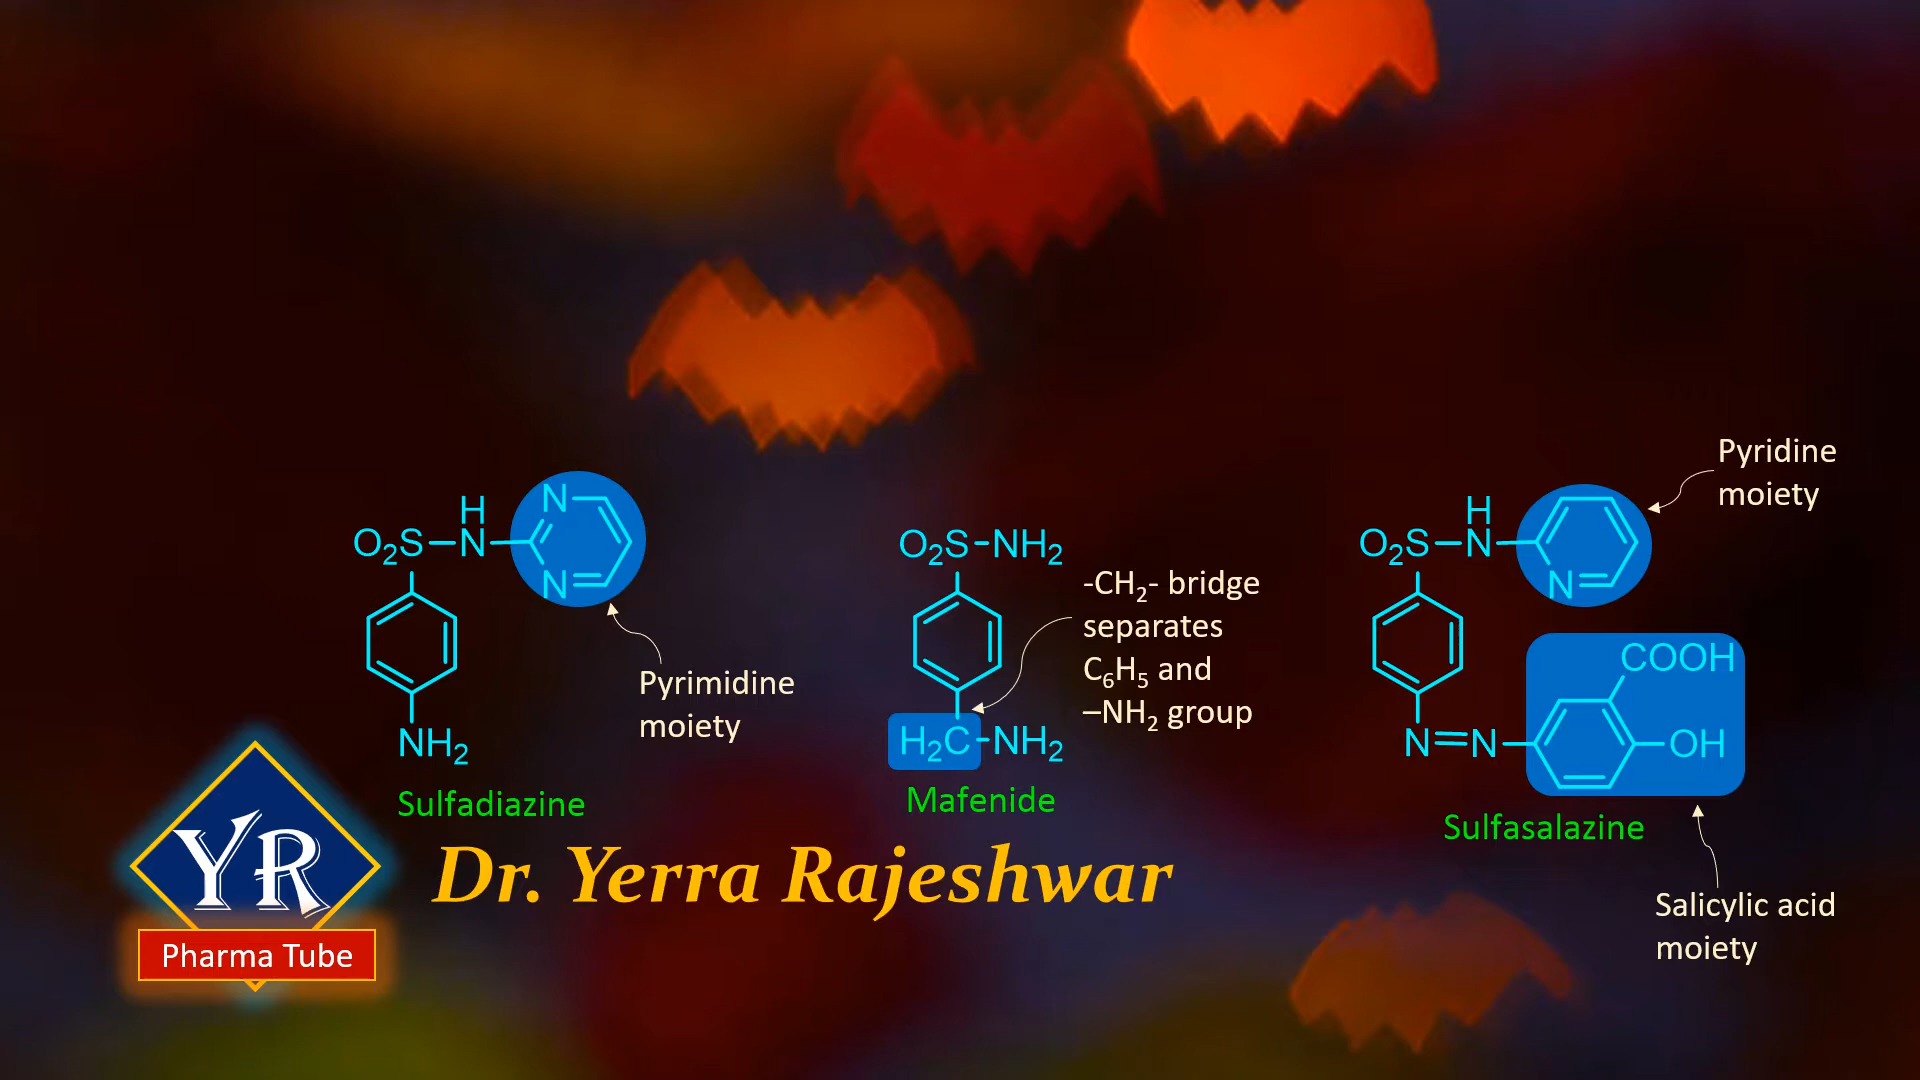 H
O₂S–N
N
N
NH₂
Pyrimidine
moiety
Sulfadiazine
O₂S–NH₂
H₂C–NH₂
-CH₂- bridge
separates
C₆H₅ and
–NH₂ group
Mafenide
H
O₂S–N
N
Pyridine
moiety
COOH
N=N
OH
Sulfasalazine
Salicylic acid
moiety
YR
Pharma Tube
Dr. Yerra Rajeshwar